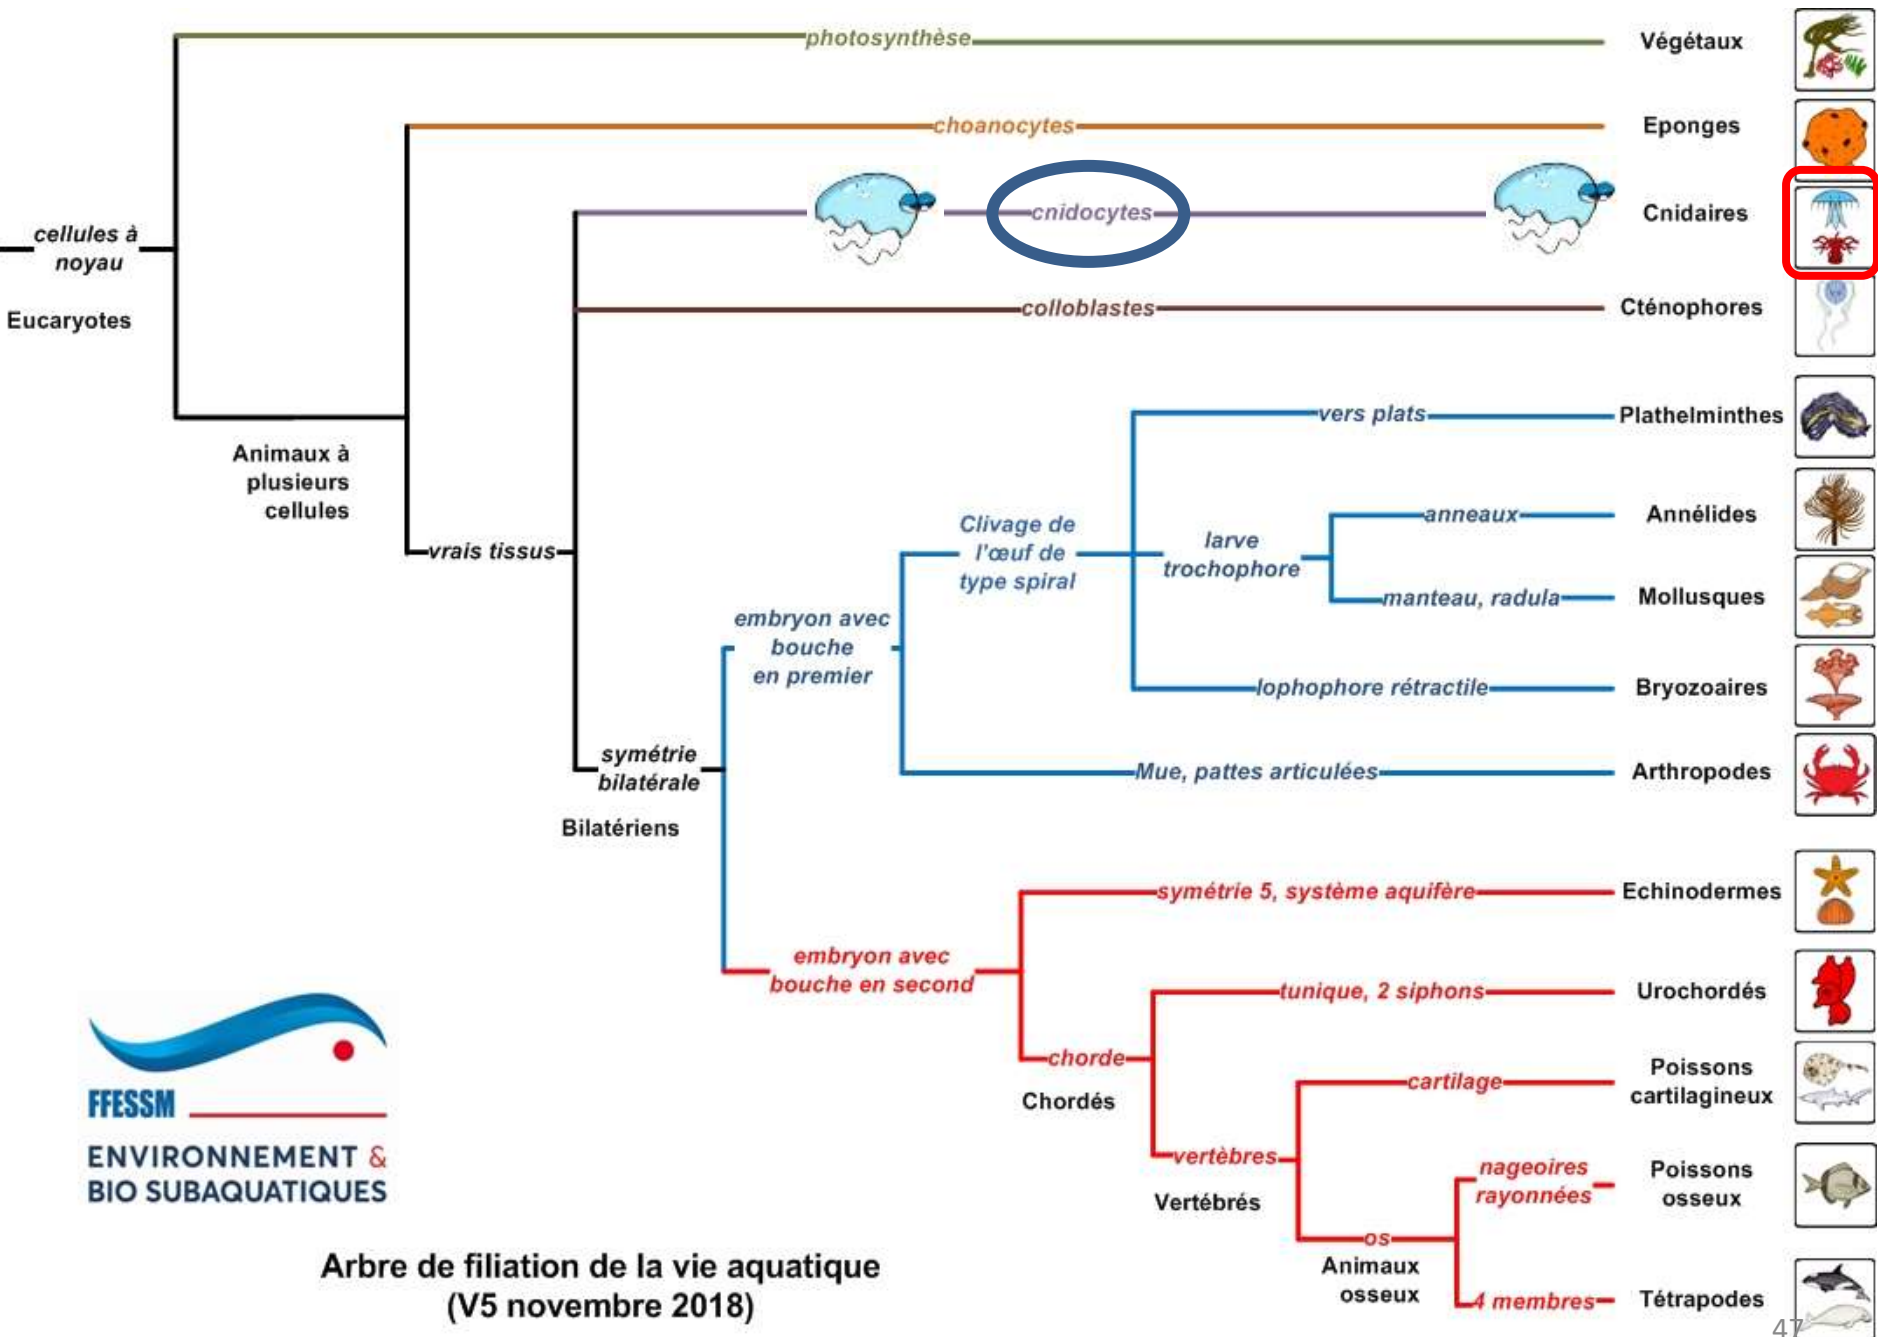 photosynthèse
Végétaux
choanocytes
Eponges
cnidocytes
Cnidaires
cellules à
noyau
Eucaryotes
colloblastes
Cténophores
Animaux à
plusieurs
cellules
vers plats
Plathelminthes
vrais tissus
Clivage de
l'œuf de
type spiral
larve
trochophore
anneaux
Annélides
manteau, radula
Mollusques
embryon avec
bouche
en premier
lophophore rétractile
Bryozoaires
symétrie
bilatérale
Bilatériens
Mue, pattes articulées
Arthropodes
symétrie 5, système aquifère
Echinodermes
embryon avec
bouche en second
tunique, 2 siphons
Urochordés
chorde
Chordés
cartilage
Poissons
cartilagineux
vertèbres
Vertébrés
nageoires
rayonnées
Poissons
osseux
os
Animaux
osseux
4 membres
Tétrapodes
FFESSM
ENVIRONNEMENT &
BIO SUBAQUATIQUES
Arbre de filiation de la vie aquatique
(V5 novembre 2018)
47